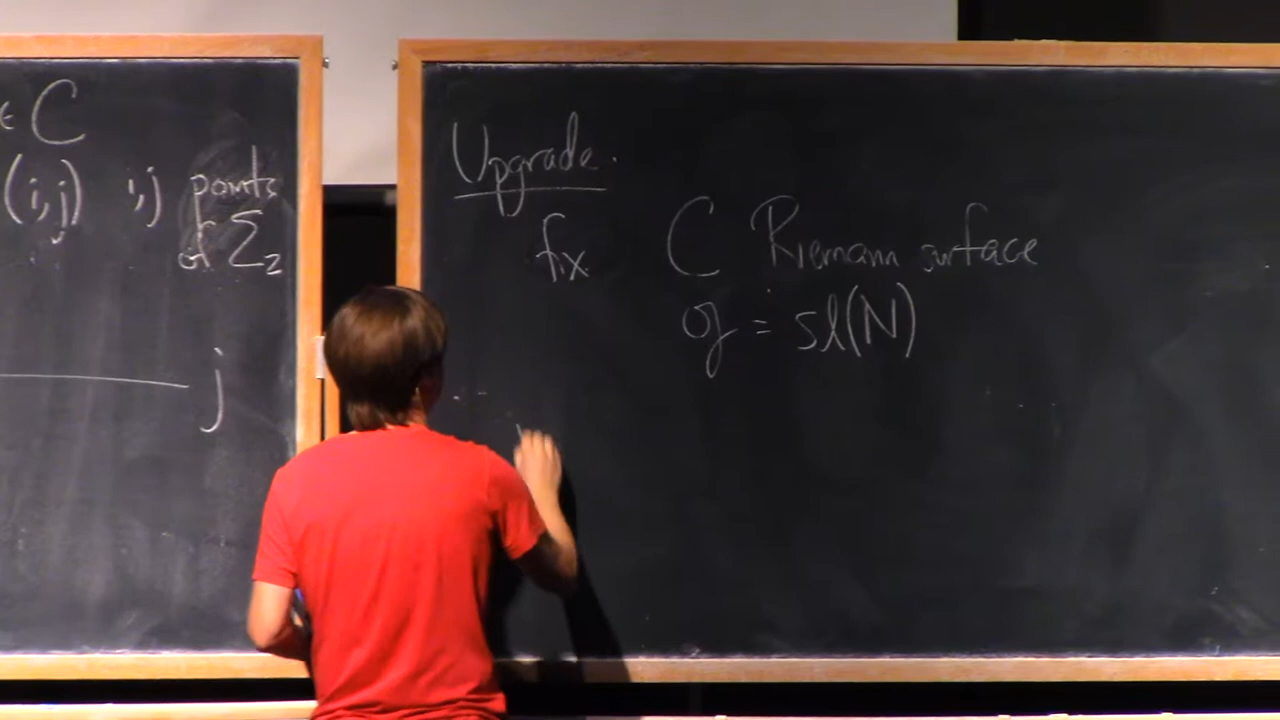 ϵ C
(i,j) i,j points
of Σ₂
j
Upgrade.
fix C Riemann surface
𝔤 = sl(N)